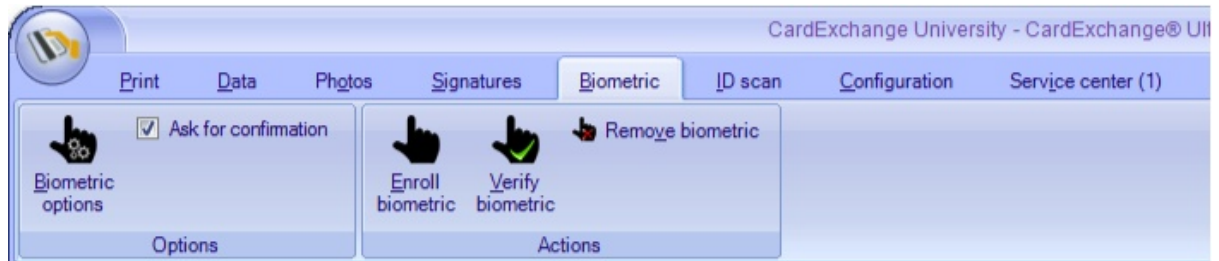 CardExchange University - CardExchange®
Print Data Photos Signatures Biometric ID scan Configuration Service center (1)
Ask for confirmation
Remove biometric
Biometric options
Enroll biometric
Verify biometric
Options
Actions